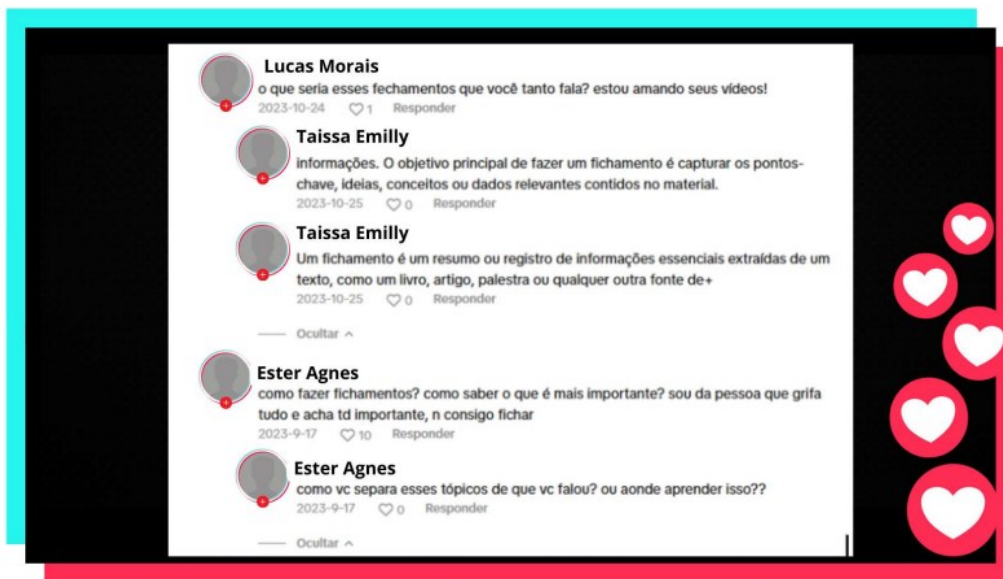 Lucas Morais
o que seria esses fechamentos que você tanto fala? estou amando seus vídeos!
2023-10-24 1 Responder
Taissa Emilly
informações. O objetivo principal de fazer um fichamento é capturar os pontos-
chave, ideias, conceitos ou dados relevantes contidos no material.
2023-10-25 0 Responder
Taissa Emilly
Um fichamento é um resumo ou registro de informações essenciais extraídas de um
texto, como um livro, artigo, palestra ou qualquer outra fonte de+
2023-10-25 0 Responder
Ocultar
Ester Agnes
como fazer fichamentos? como saber o que é mais importante? sou da pessoa que grifa
tudo e acha td importante, n consigo fichar
2023-9-17 10 Responder
Ester Agnes
como vc separa esses tópicos de que vc falou? ou aonde aprender isso??
2023-9-17 0 Responder
Ocultar